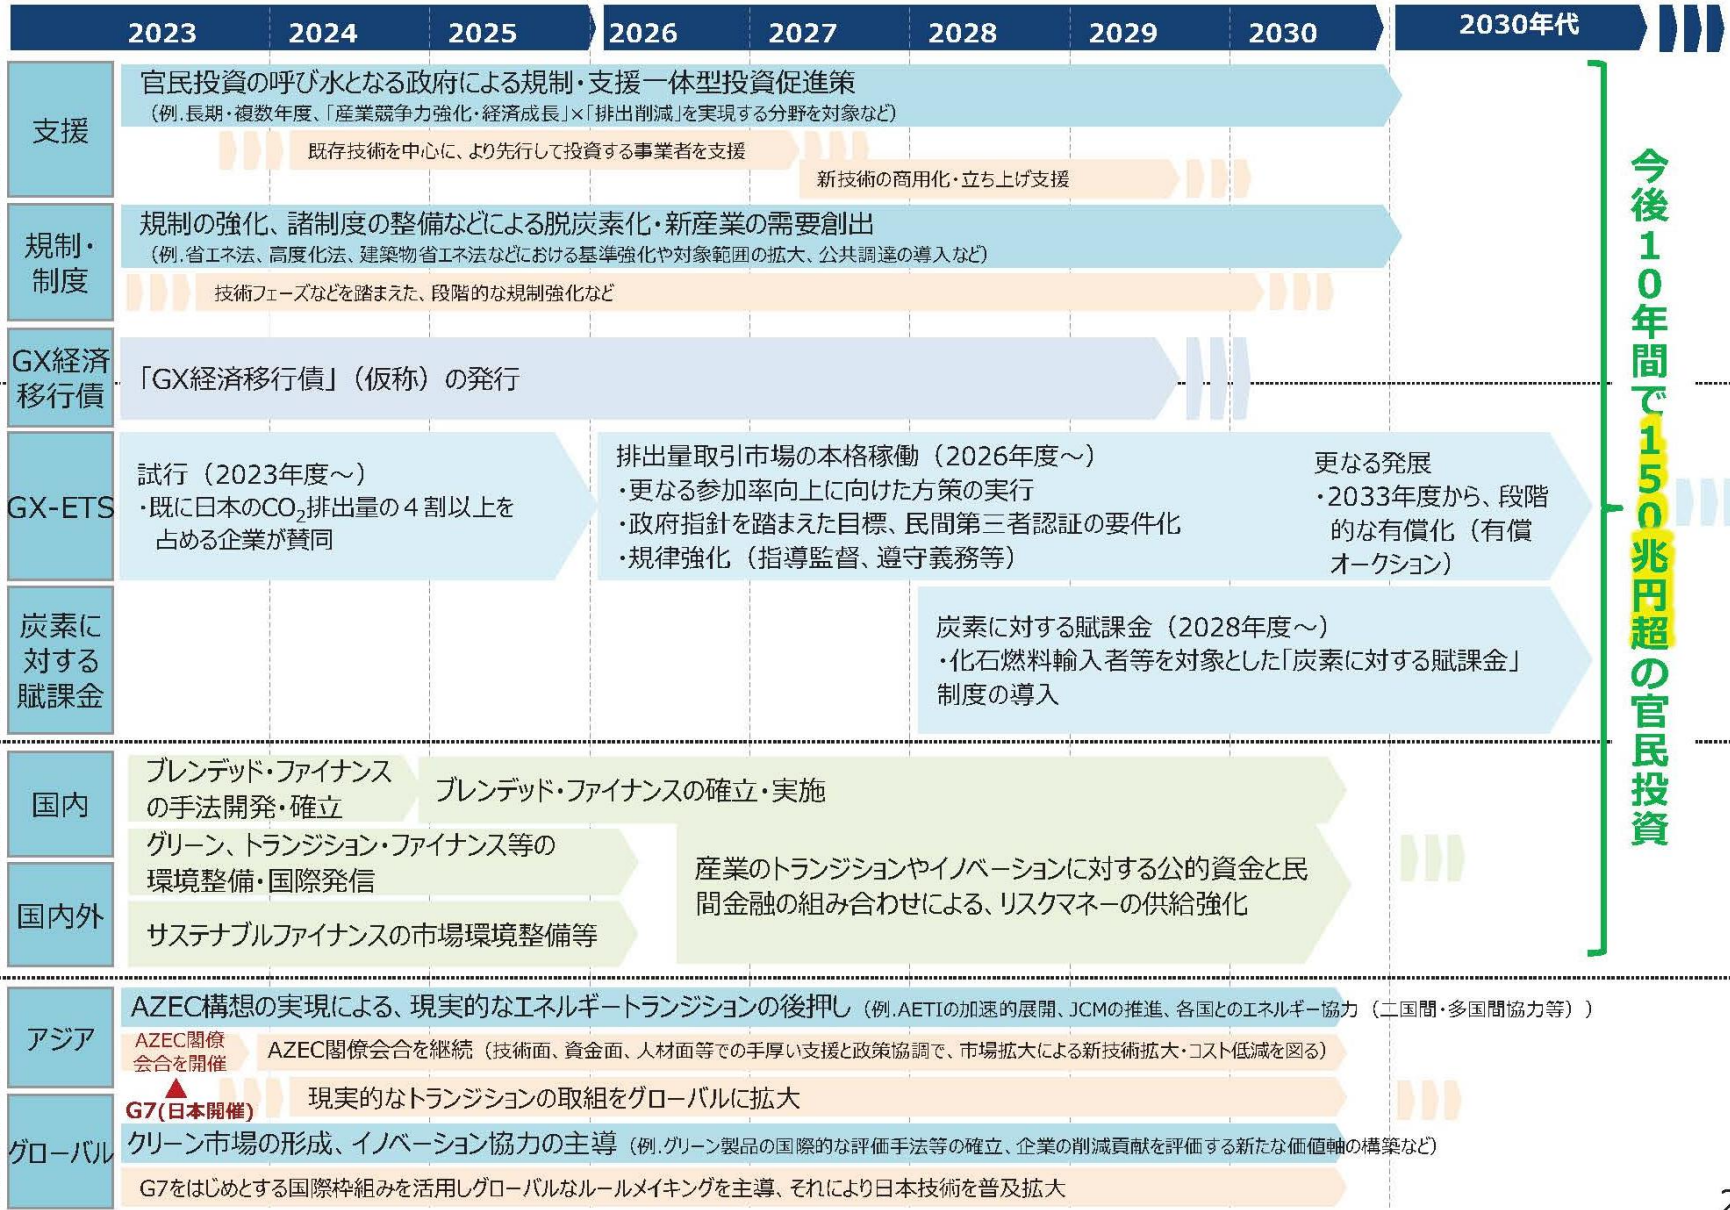 2023 2024 2025 2026 2027 2028 2029 2030 2030年代
支援
官民投資の呼び水となる政府による規制・支援一体型投資促進策
（例.長期・複数年度、「産業競争力強化・経済成長」×「排出削減」を実現する分野を対象など）
既存技術を中心に、より先行して投資する事業者を支援
新技術の商用化・立ち上げ支援
規制・
制度
規制の強化、諸制度の整備などによる脱炭素化・新産業の需要創出
（例.省エネ法、高度化法、建築物省エネ法などにおける基準強化や対象範囲の拡大、公共調達の導入など）
技術フェーズなどを踏まえた、段階的な規制強化など
GX経済
移行債
「GX経済移行債」（仮称）の発行
GX-ETS
試行（2023年度～）
・既に日本のCO₂排出量の４割以上を
占める企業が賛同
排出量取引市場の本格稼働（2026年度～）
・更なる参加率向上に向けた方策の実行
・政府指針を踏まえた目標、民間第三者認証の要件化
・規律強化（指導監督、遵守義務等）
更なる発展
・2033年度から、段階
的な有償化（有償
オークション）
炭素に
対する
賦課金
炭素に対する賦課金（2028年度～）
・化石燃料輸入者等を対象とした「炭素に対する賦課金」
制度の導入
国内
ブレンデッド・ファイナンス
の手法開発・確立
ブレンデッド・ファイナンスの確立・実施
国内外
グリーン、トランジション・ファイナンス等の
環境整備・国際発信
サステナブルファイナンスの市場環境整備等
産業のトランジションやイノベーションに対する公的資金と民
間金融の組み合わせによる、リスクマネーの供給強化
アジア
AZEC構想の実現による、現実的なエネルギートランジションの後押し（例.AETIの加速的展開、JCMの推進、各国とのエネルギー協力（二国間・多国間協力等））
AZEC閣僚
会合を開催
AZEC閣僚会合を継続（技術面、資金面、人材面等での手厚い支援と政策協調で、市場拡大による新技術拡大・コスト低減を図る）
G7(日本開催)
現実的なトランジションの取組をグローバルに拡大
グローバル
クリーン市場の形成、イノベーション協力の主導（例.グリーン製品の国際的な評価手法等の確立、企業の削減貢献を評価する新たな価値軸の構築など）
G7をはじめとする国際枠組みを活用しグローバルなルールメイキングを主導、それにより日本技術を普及拡大
今後１０年間で１５０兆円超の官民投資